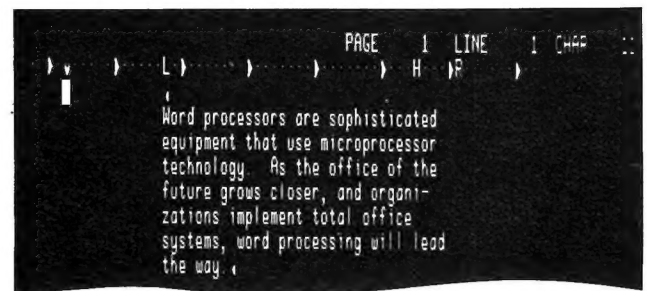 PAGE 1 LINE 1 CHAR
L H R
Word processors are sophisticated
equipment that use microprocessor
technology. As the office of the
future grows closer, and organi-
zations implement total office
systems, word processing will lead
the way.